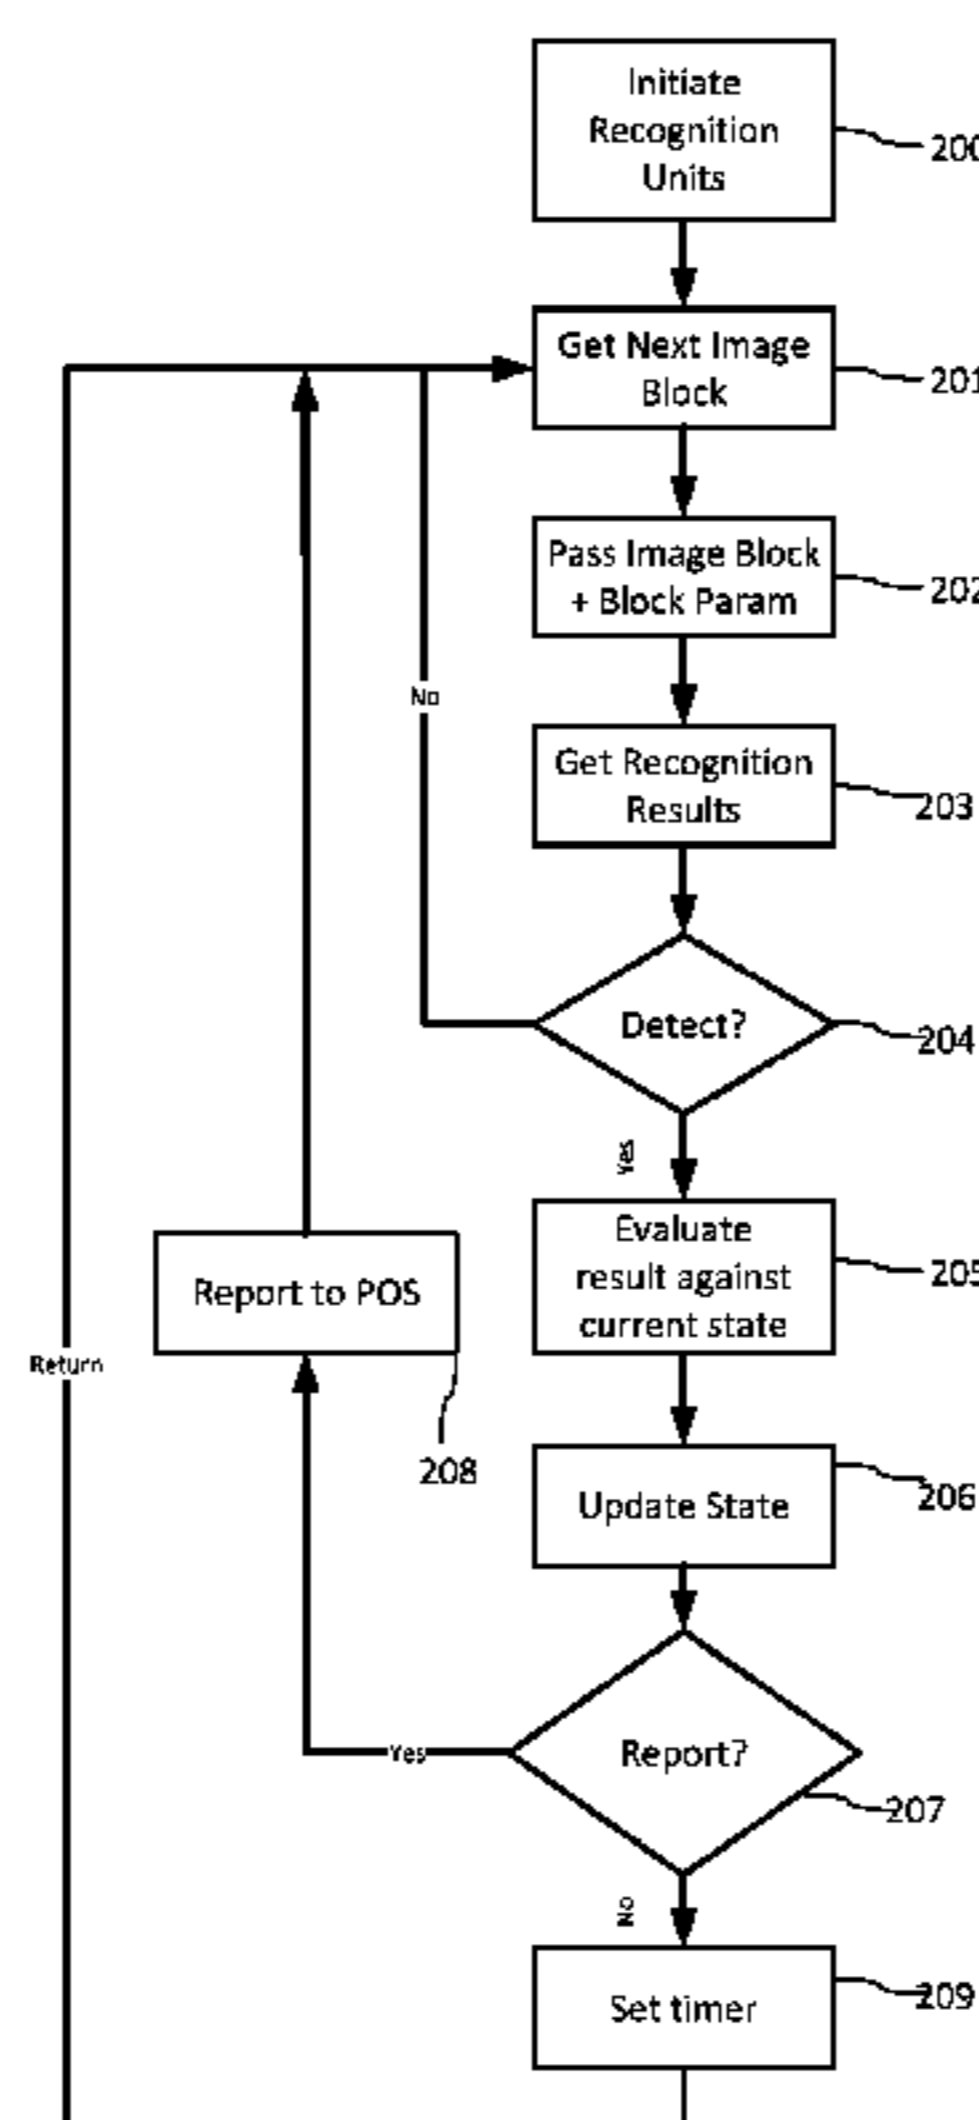 Initiate
Recognition
Units
200
Get Next Image
Block
201
Pass Image Block
+ Block Param
202
No
Get Recognition
Results
203
Detect?
204
Yes
Evaluate
result against
current state
205
Report to POS
Return
208
Update State
206
Report?
Yes
207
No
Set timer
209